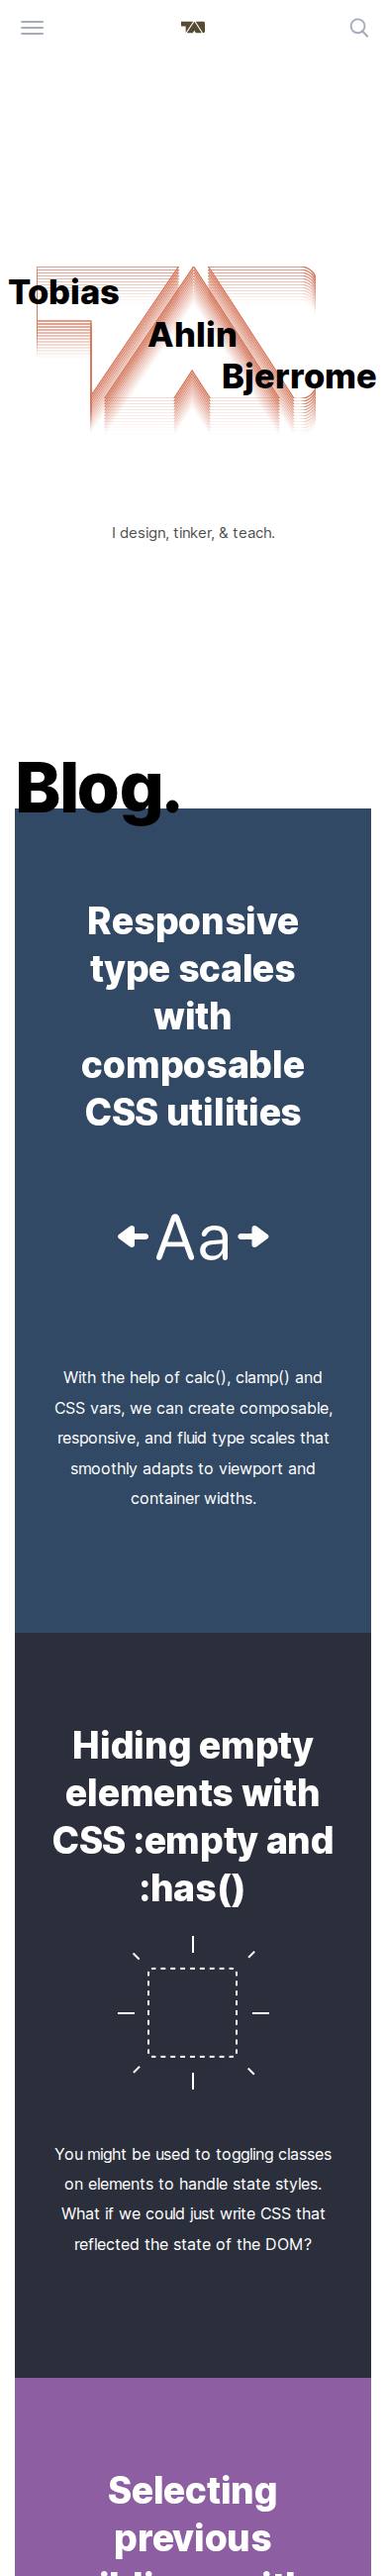 Tobias
Ahlin
Bjerrome
I design, tinker, & teach.
Blog.
Responsive
type scales
with
composable
CSS utilities
Aa
With the help of calc(), clamp() and
CSS vars, we can create composable,
responsive, and fluid type scales that
smoothly adapts to viewport and
container widths.
Hiding empty
elements with
CSS :empty and
:has()
You might be used to toggling classes
on elements to handle state styles.
What if we could just write CSS that
reflected the state of the DOM?
Selecting
previous